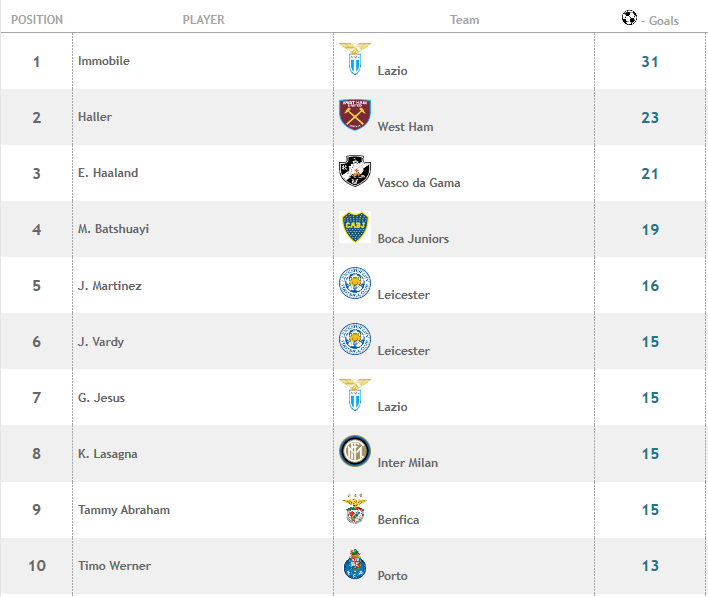 POSITION PLAYER Team - Goals
1 Immobile Lazio 31
2 Haller West Ham 23
3 E. Haaland Vasco da Gama 21
4 M. Batshuayi Boca Juniors 19
5 J. Martinez Leicester 16
6 J. Vardy Leicester 15
7 G. Jesus Lazio 15
8 K. Lasagna Inter Milan 15
9 Tammy Abraham Benfica 15
10 Timo Werner Porto 13